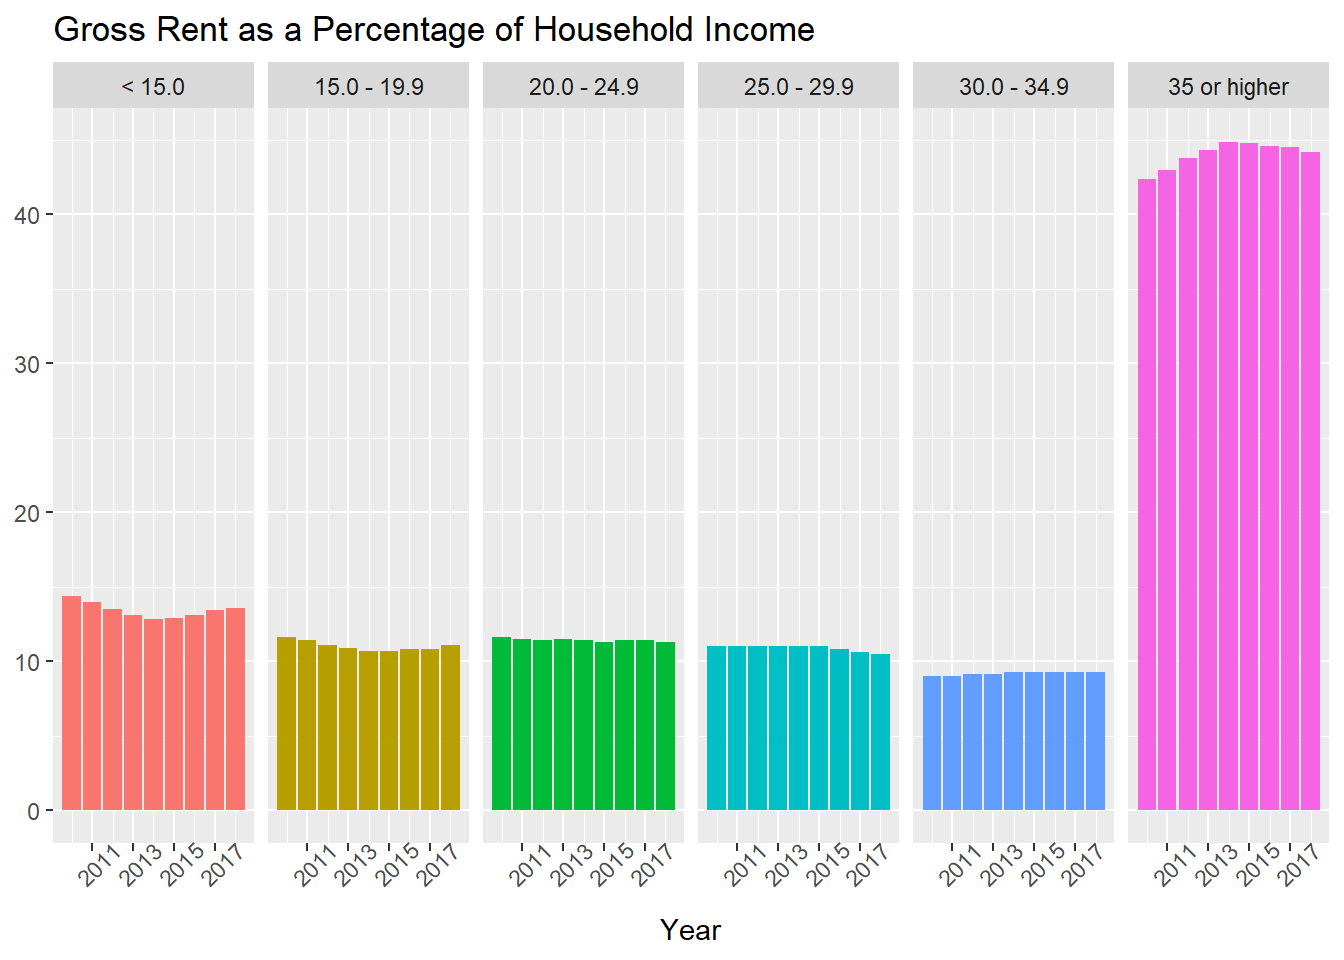 Gross Rent as a Percentage of Household Income
< 15.0 15.0 - 19.9 20.0 - 24.9 25.0 - 29.9 30.0 - 34.9 35 or higher
40
30
20
10
0
2011 2013 2015 2017 2011 2013 2015 2017 2011 2013 2015 2017 2011 2013 2015 2017 2011 2013 2015 2017 2011 2013 2015 2017
Year